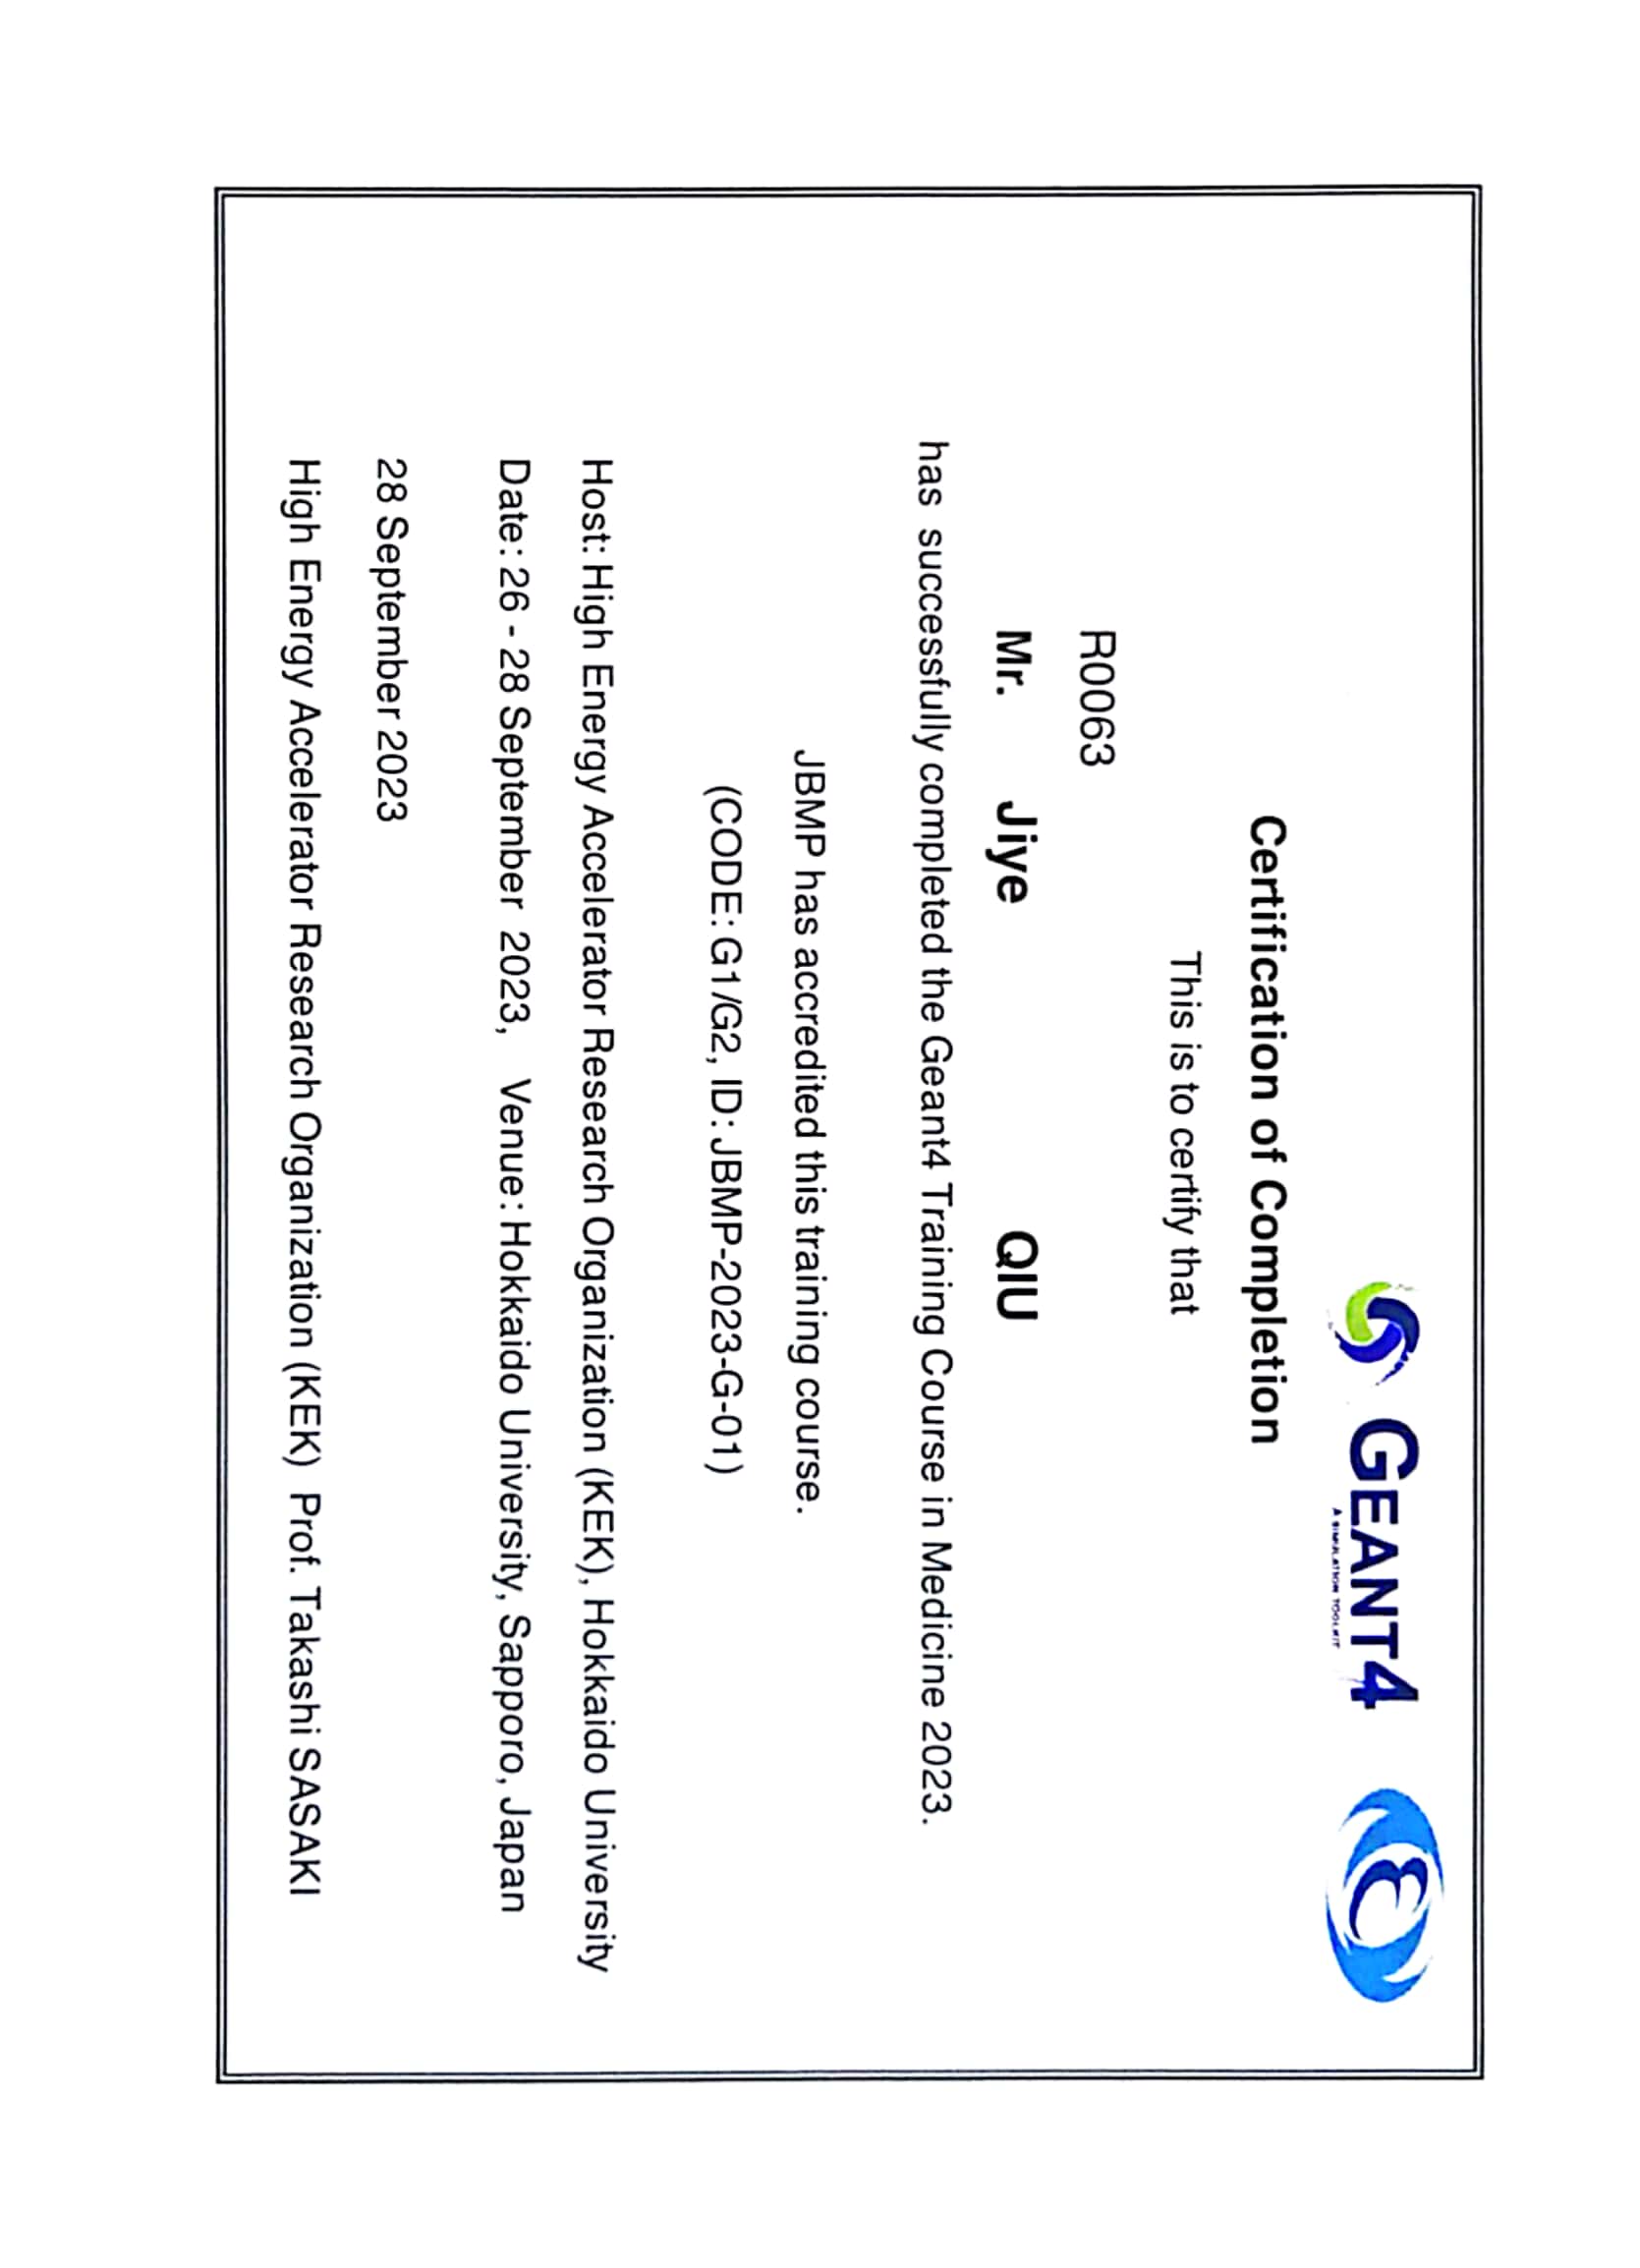 GEANT4
A SIMULATION TOOLKIT
Certification of Completion
This is to certify that
R0063
Mr. Jiye QIU
has successfully completed the Geant4 Training Course in Medicine 2023.
JBMP has accredited this training course.
(CODE: G1/G2, ID: JBMP-2023-G-01)
Host: High Energy Accelerator Research Organization (KEK), Hokkaido University
Date: 26 - 28 September 2023, Venue: Hokkaido University, Sapporo, Japan
28 September 2023
High Energy Accelerator Research Organization (KEK) Prof. Takashi SASAKI